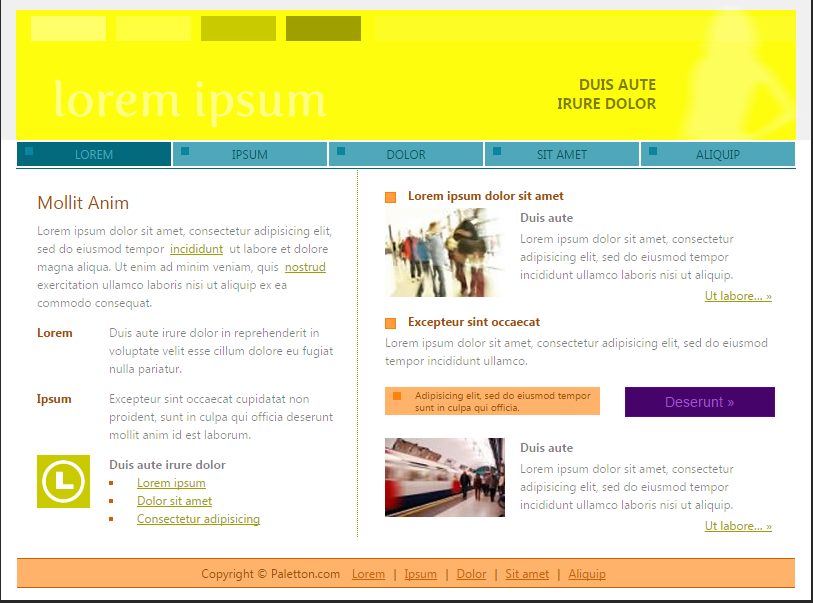 lorem ipsum
DUIS AUTE
IRURE DOLOR
LOREM
IPSUM
DOLOR
SIT AMET
ALIQUIP
Mollit Anim
Lorem ipsum dolor sit amet, consectetur adipisicing elit,
sed do eiusmod tempor incididunt ut labore et dolore
magna aliqua. Ut enim ad minim veniam, quis nostrud
exercitation ullamco laboris nisi ut aliquip ex ea
commodo consequat.
Lorem
Duis aute irure dolor in reprehenderit in
voluptate velit esse cillum dolore eu fugiat
nulla pariatur.
Ipsum
Excepteur sint occaecat cupidatat non
proident, sunt in culpa qui officia deserunt
mollit anim id est laborum.
Duis aute irure dolor
Lorem ipsum
Dolor sit amet
Consectetur adipisicing
Lorem ipsum dolor sit amet
Duis aute
Lorem ipsum dolor sit amet, consectetur
adipisicing elit, sed do eiusmod tempor
incididunt ullamco laboris nisi ut aliquip.
Ut labore... »
Excepteur sint occaecat
Lorem ipsum dolor sit amet, consectetur adipisicing elit, sed do eiusmod
tempor incididunt ullamco.
Adipisicing elit, sed do eiusmod tempor
sunt in culpa qui officia.
Deserunt »
Duis aute
Lorem ipsum dolor sit amet, consectetur
adipisicing elit, sed do eiusmod tempor
incididunt ullamco laboris nisi ut aliquip.
Ut labore... »
Copyright © Paletton.com Lorem | Ipsum | Dolor | Sit amet | Aliquip